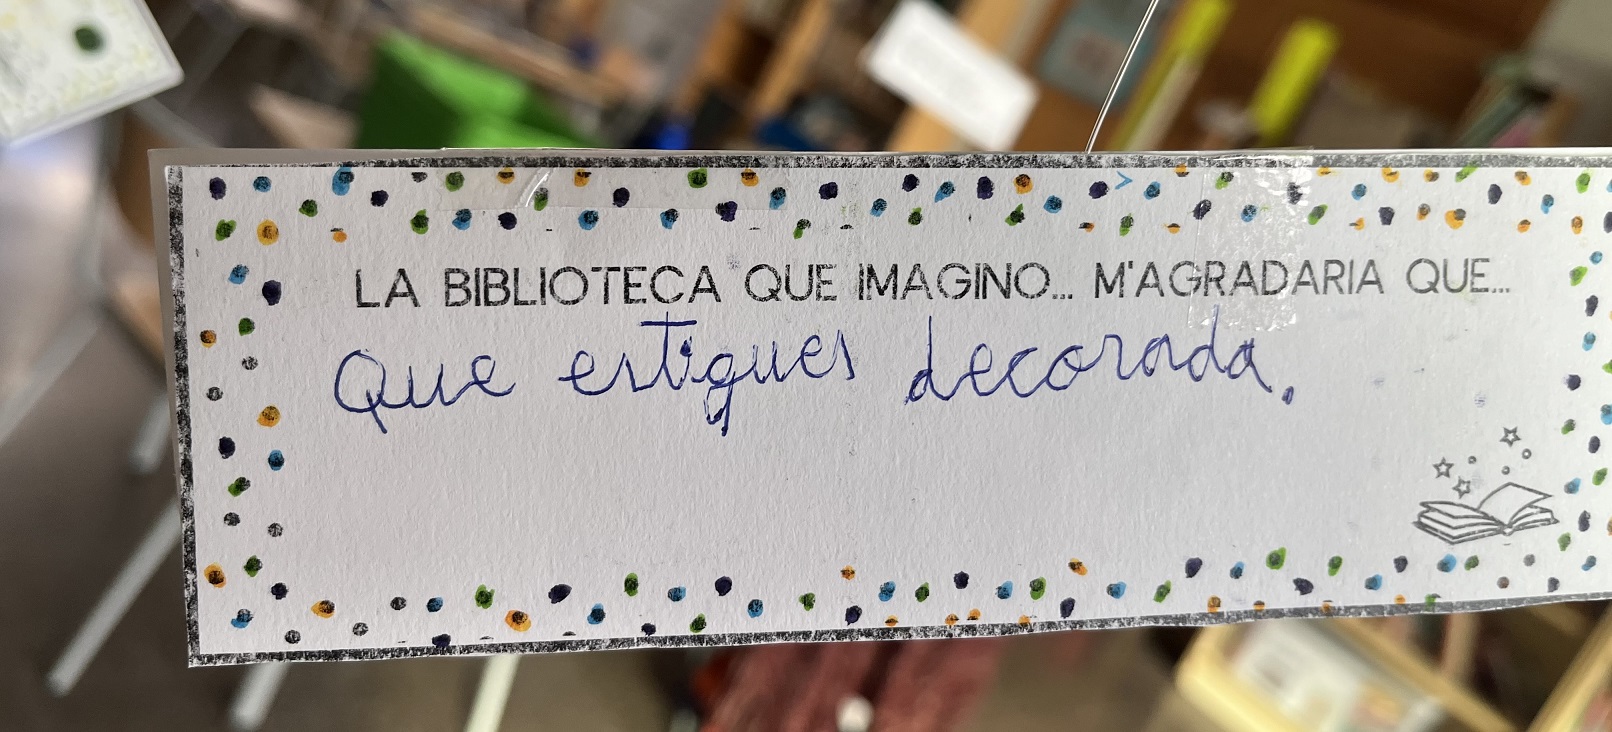 LA BIBLIOTECA QUE IMAGINO... M'AGRADARIA QUE...
Que estigues decorada.